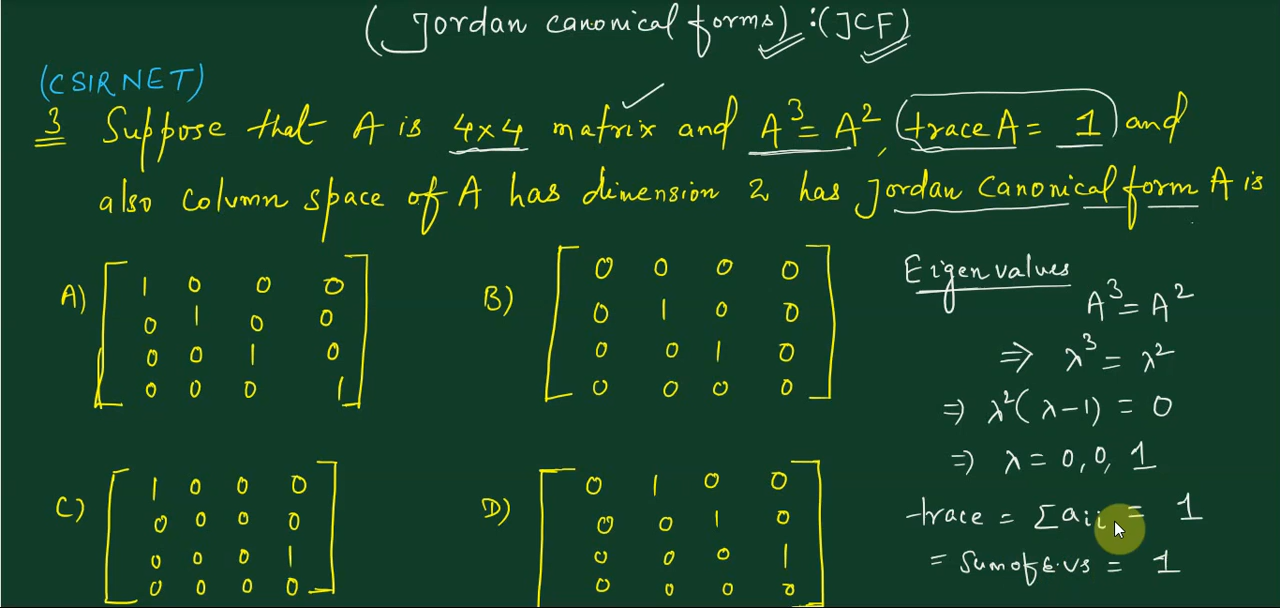 (Jordan canonical forms) :(JCF)
(CSIR NET)
3 Suppose that A is 4x4 matrix and A³ = A², (trace A = 1) and
also column space of A has dimension 2 has Jordan canonical form A is
A) [1 0 0 0
0 1 0 0
0 0 1 0
0 0 0 1]
B) [0 0 0 0
0 1 0 0
0 0 1 0
0 0 0 0]
C) [1 0 0 0
0 0 0 0
0 0 0 1
0 0 0 0]
D) [0 1 0 0
0 0 1 0
0 0 0 1
0 0 0 0]
Eigen values
A³ = A²
⇒ λ³ = λ²
⇒ λ²(λ-1) = 0
⇒ λ = 0, 0, 1
trace = Σaii = 1
= Sum of E.vs = 1